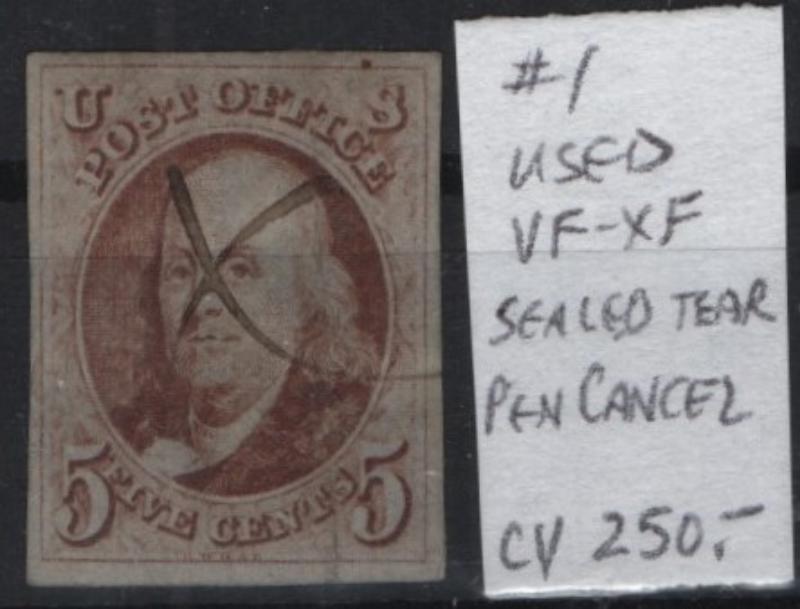 U S
POST OFFICE
5 FIVE CENTS 5
#1
USED
VF-XF
SEALED TEAR
PEN CANCEL
CV 250.-